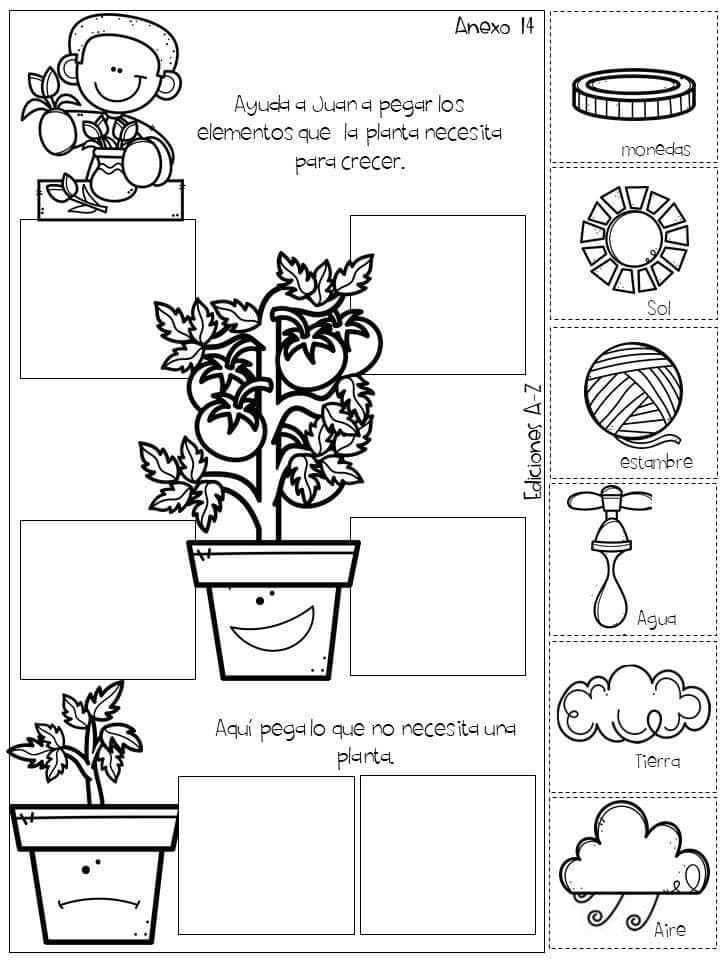 Anexo 14
Ayuda a Juan a pegar los
elementos que la planta necesita
para crecer.
Ediciones A-Z
Aquí pega lo que no necesita una
planta.
monedas
Sol
estambre
Agua
Tierra
Aire